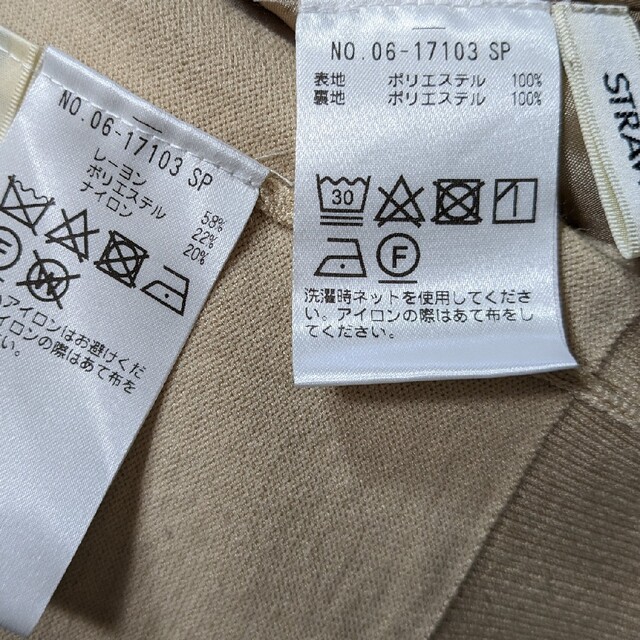 NO. 06-17103 SP
レーヨン 58%
ポリエステル 22%
ナイロン 20%
アイロンはお避けくだ
アイロンの際はあて布を
NO. 06-17103 SP
表地 ポリエステル 100%
裏地 ポリエステル 100%
30
F
洗濯時ネットを使用してくださ
い。アイロンの際はあて布をし
てください。
STRAW